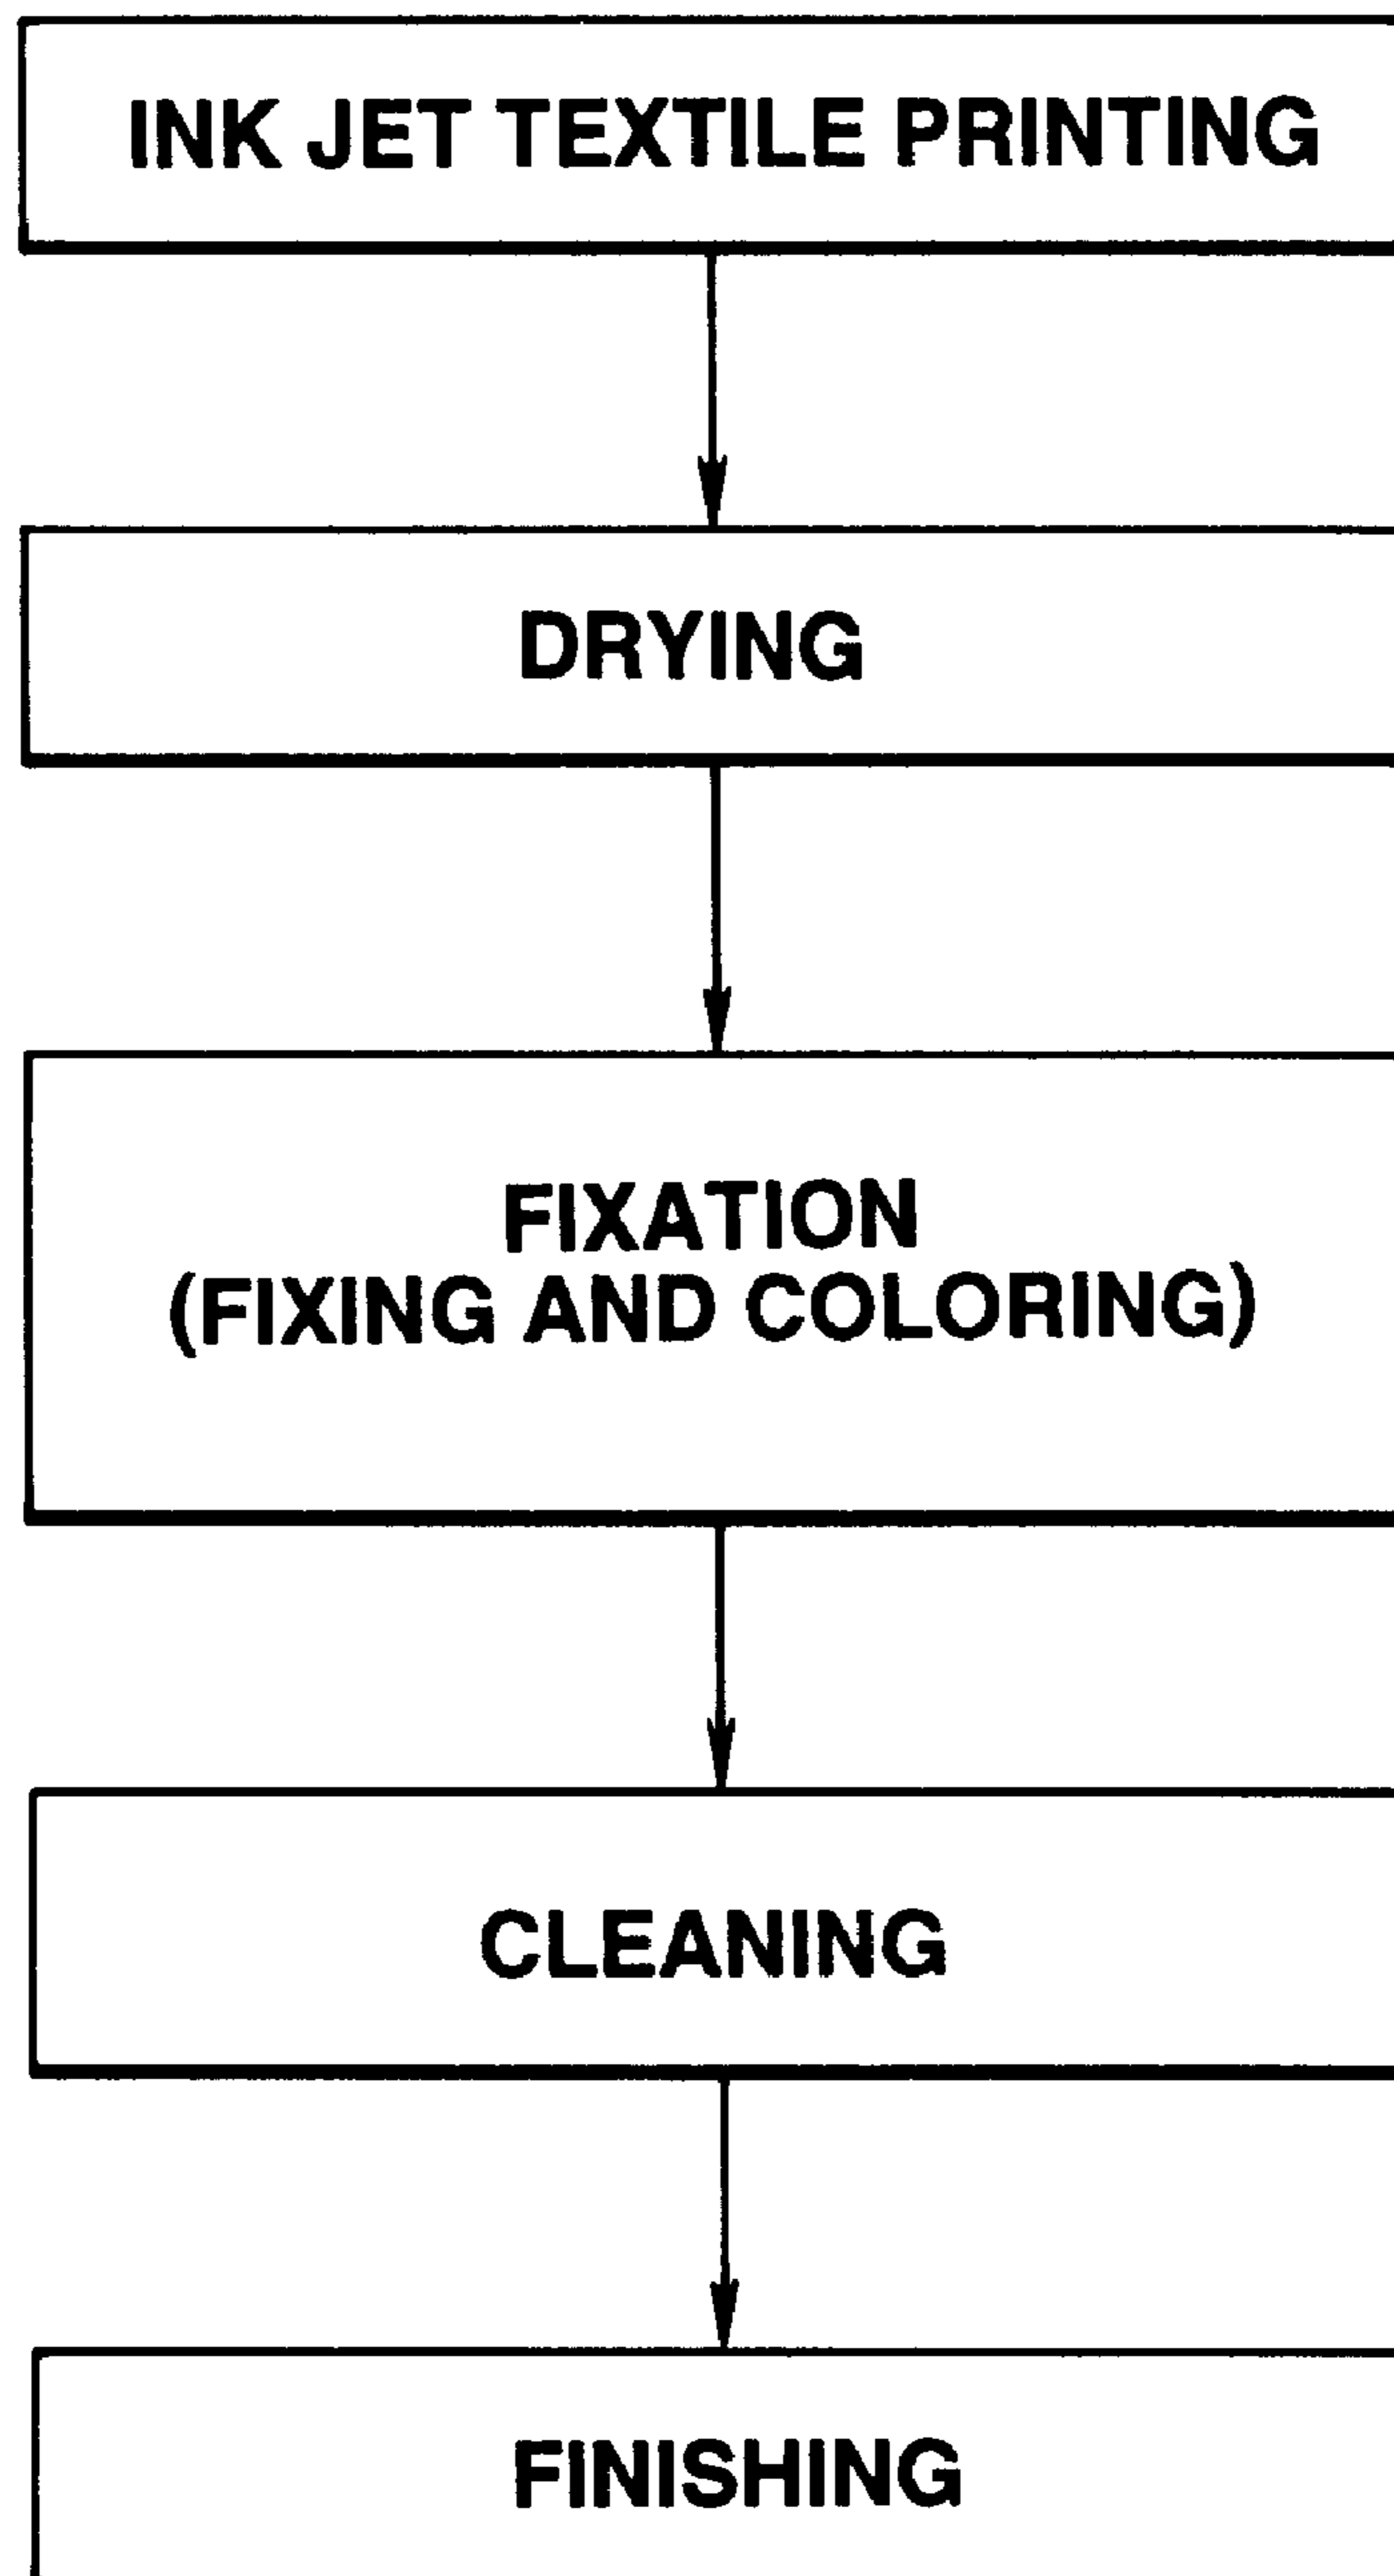 INK JET TEXTILE PRINTING
DRYING
FIXATION
(FIXING AND COLORING)
CLEANING
FINISHING